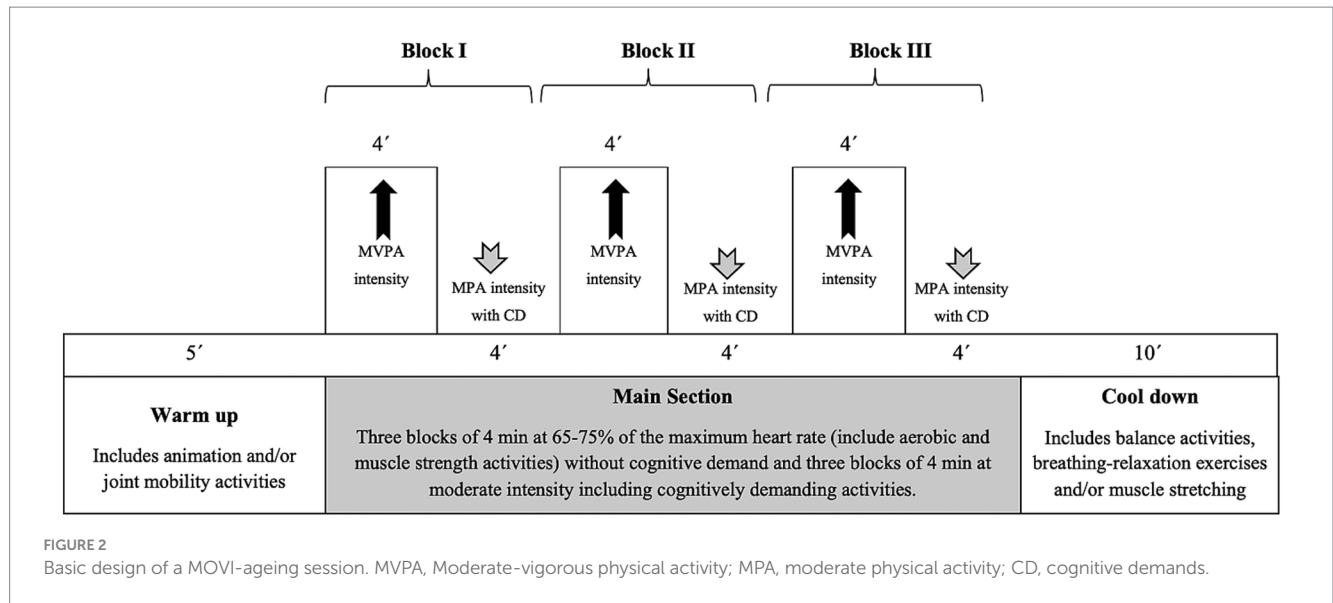 Block I
Block II
Block III
4´
4´
4´
MVPA
intensity
MPA intensity
with CD
MVPA
intensity
MPA intensity
with CD
MVPA
intensity
MPA intensity
with CD
5´
4´
4´
4´
10´
Warm up
Includes animation and/or
joint mobility activities
Main Section
Three blocks of 4 min at 65-75% of the maximum heart rate (include aerobic and
muscle strength activities) without cognitive demand and three blocks of 4 min at
moderate intensity including cognitively demanding activities.
Cool down
Includes balance activities,
breathing-relaxation exercises
and/or muscle stretching
FIGURE 2
Basic design of a MOVI-ageing session. MVPA, Moderate-vigorous physical activity; MPA, moderate physical activity; CD, cognitive demands.